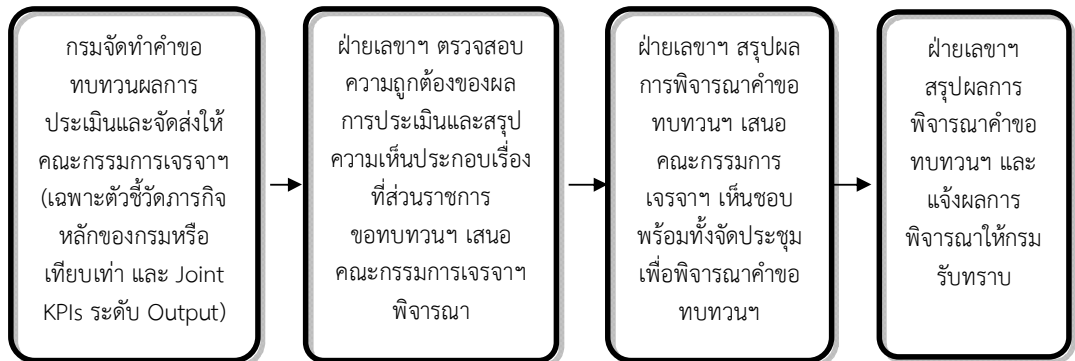 กรมจัดทำคำขอ
ทบทวนผลการ
ประเมินและจัดส่งให้
คณะกรรมการเจรจาฯ
(เฉพาะตัวชี้วัดภารกิจ
หลักของกรมหรือ
เทียบเท่า และ Joint
KPIs ระดับ Output)
ฝ่ายเลขาฯ ตรวจสอบ
ความถูกต้องของผล
การประเมินและสรุป
ความเห็นประกอบเรื่อง
ที่ส่วนราชการ
ขอทบทวนฯ เสนอ
คณะกรรมการเจรจาฯ
พิจารณา
ฝ่ายเลขาฯ สรุปผล
การพิจารณาคำขอ
ทบทวนฯ เสนอ
คณะกรรมการ
เจรจาฯ เห็นชอบ
พร้อมทั้งจัดประชุม
เพื่อพิจารณาคำขอ
ทบทวนฯ
ฝ่ายเลขาฯ
สรุปผลการ
พิจารณาคำขอ
ทบทวนฯ และ
แจ้งผลการ
พิจารณาให้กรม
รับทราบ